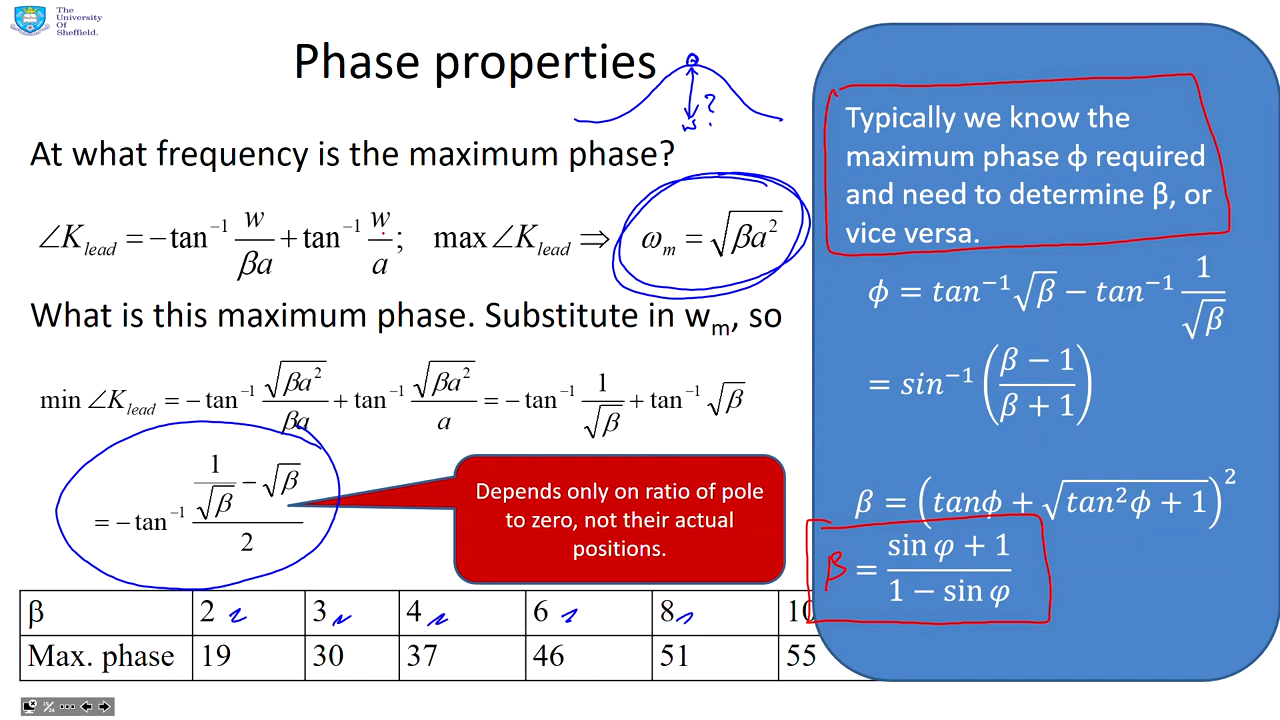 The
University
Of
Sheffield.
Phase properties
w?
At what frequency is the maximum phase?
∠K_lead = −tan⁻¹ w/βa + tan⁻¹ w/a; max ∠K_lead ⇒ ω_m = √(βa²)
What is this maximum phase. Substitute in w_m, so
min ∠K_lead = −tan⁻¹ √(βa²)/βa + tan⁻¹ √(βa²)/a = −tan⁻¹ 1/√β + tan⁻¹ √β
= −tan⁻¹ (1/√β − √β)/2
Depends only on ratio of pole
to zero, not their actual
positions.
β 2 3 4 6 8 10
Max. phase 19 30 37 46 51 55
Typically we know the
maximum phase ϕ required
and need to determine β, or
vice versa.
ϕ = tan⁻¹√β − tan⁻¹ 1/√β
= sin⁻¹((β − 1)/(β + 1))
β = (tanϕ + √(tan²ϕ + 1))²
β = (sin φ + 1)/(1 − sin φ)